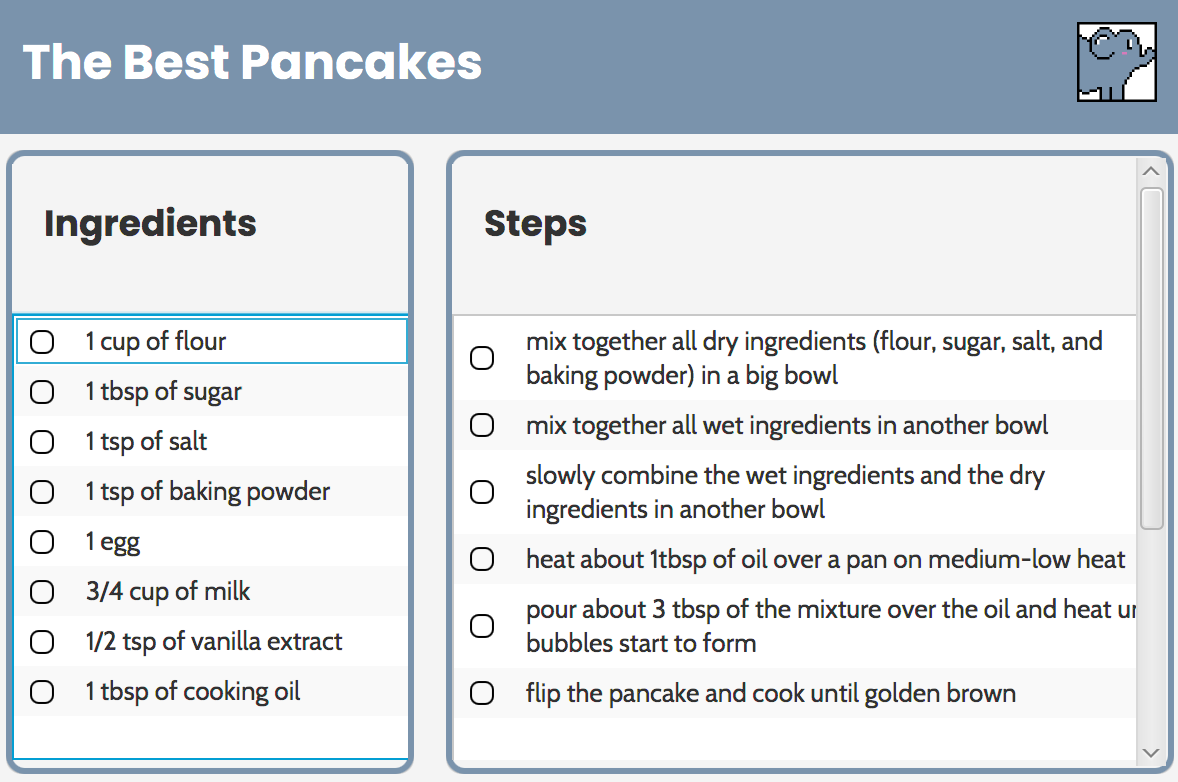 The Best Pancakes
Ingredients
1 cup of flour
1 tbsp of sugar
1 tsp of salt
1 tsp of baking powder
1 egg
3/4 cup of milk
1/2 tsp of vanilla extract
1 tbsp of cooking oil
Steps
mix together all dry ingredients (flour, sugar, salt, and
baking powder) in a big bowl
mix together all wet ingredients in another bowl
slowly combine the wet ingredients and the dry
ingredients in another bowl
heat about 1tbsp of oil over a pan on medium-low heat
pour about 3 tbsp of the mixture over the oil and heat
bubbles start to form
flip the pancake and cook until golden brown